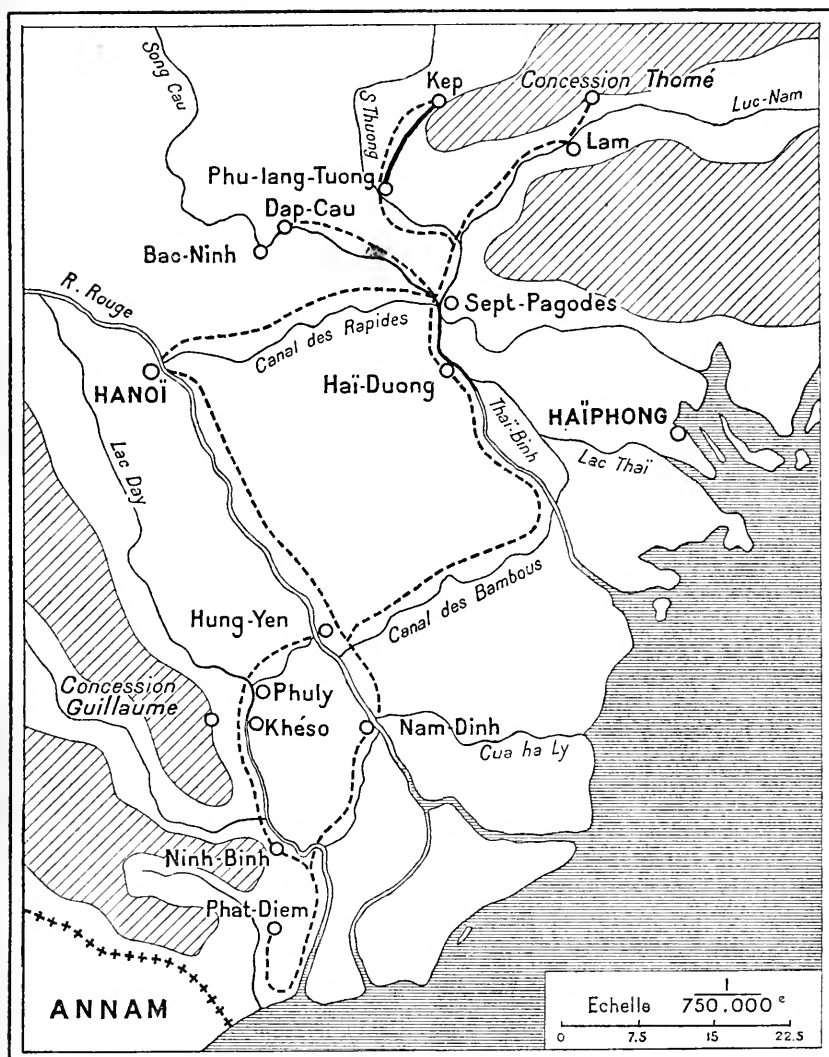 Song Cau
Kep
Concession Thomé
S Thuong
Luc-Nam
Lam
Phu-lang-Tuong
Dap-Cau
Bac-Ninh
R. Rouge
Sept-Pagodes
Canal des Rapides
HANOÏ
Haï-Duong
HAÏPHONG
Thaï-Binh
Lac Day
Lac Thaï
Hung-Yen
Canal des Bambous
Concession
Guillaume
Phuly
Khéso
Nam-Dinh
Cua ha Ly
Ninh-Binh
Phat-Diem
ANNAM
1
Echelle 750.000 e
0 7.5 15 22.5